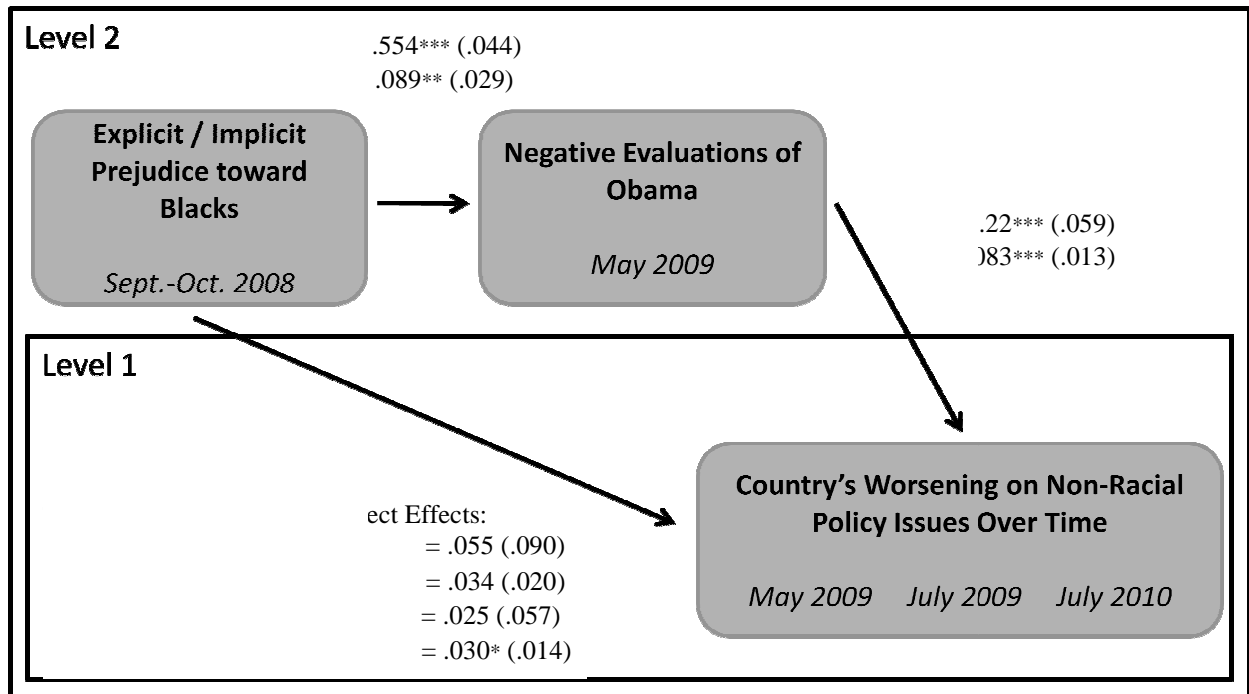 Level 2
.554*** (.044)
.089** (.029)
Explicit / Implicit
Prejudice toward
Blacks
Sept.-Oct. 2008
Negative Evaluations of
Obama
May 2009
.22*** (.059)
083*** (.013)
Level 1
ect Effects:
= .055 (.090)
= .034 (.020)
= .025 (.057)
= .030* (.014)
Country's Worsening on Non-Racial
Policy Issues Over Time
May 2009 July 2009 July 2010